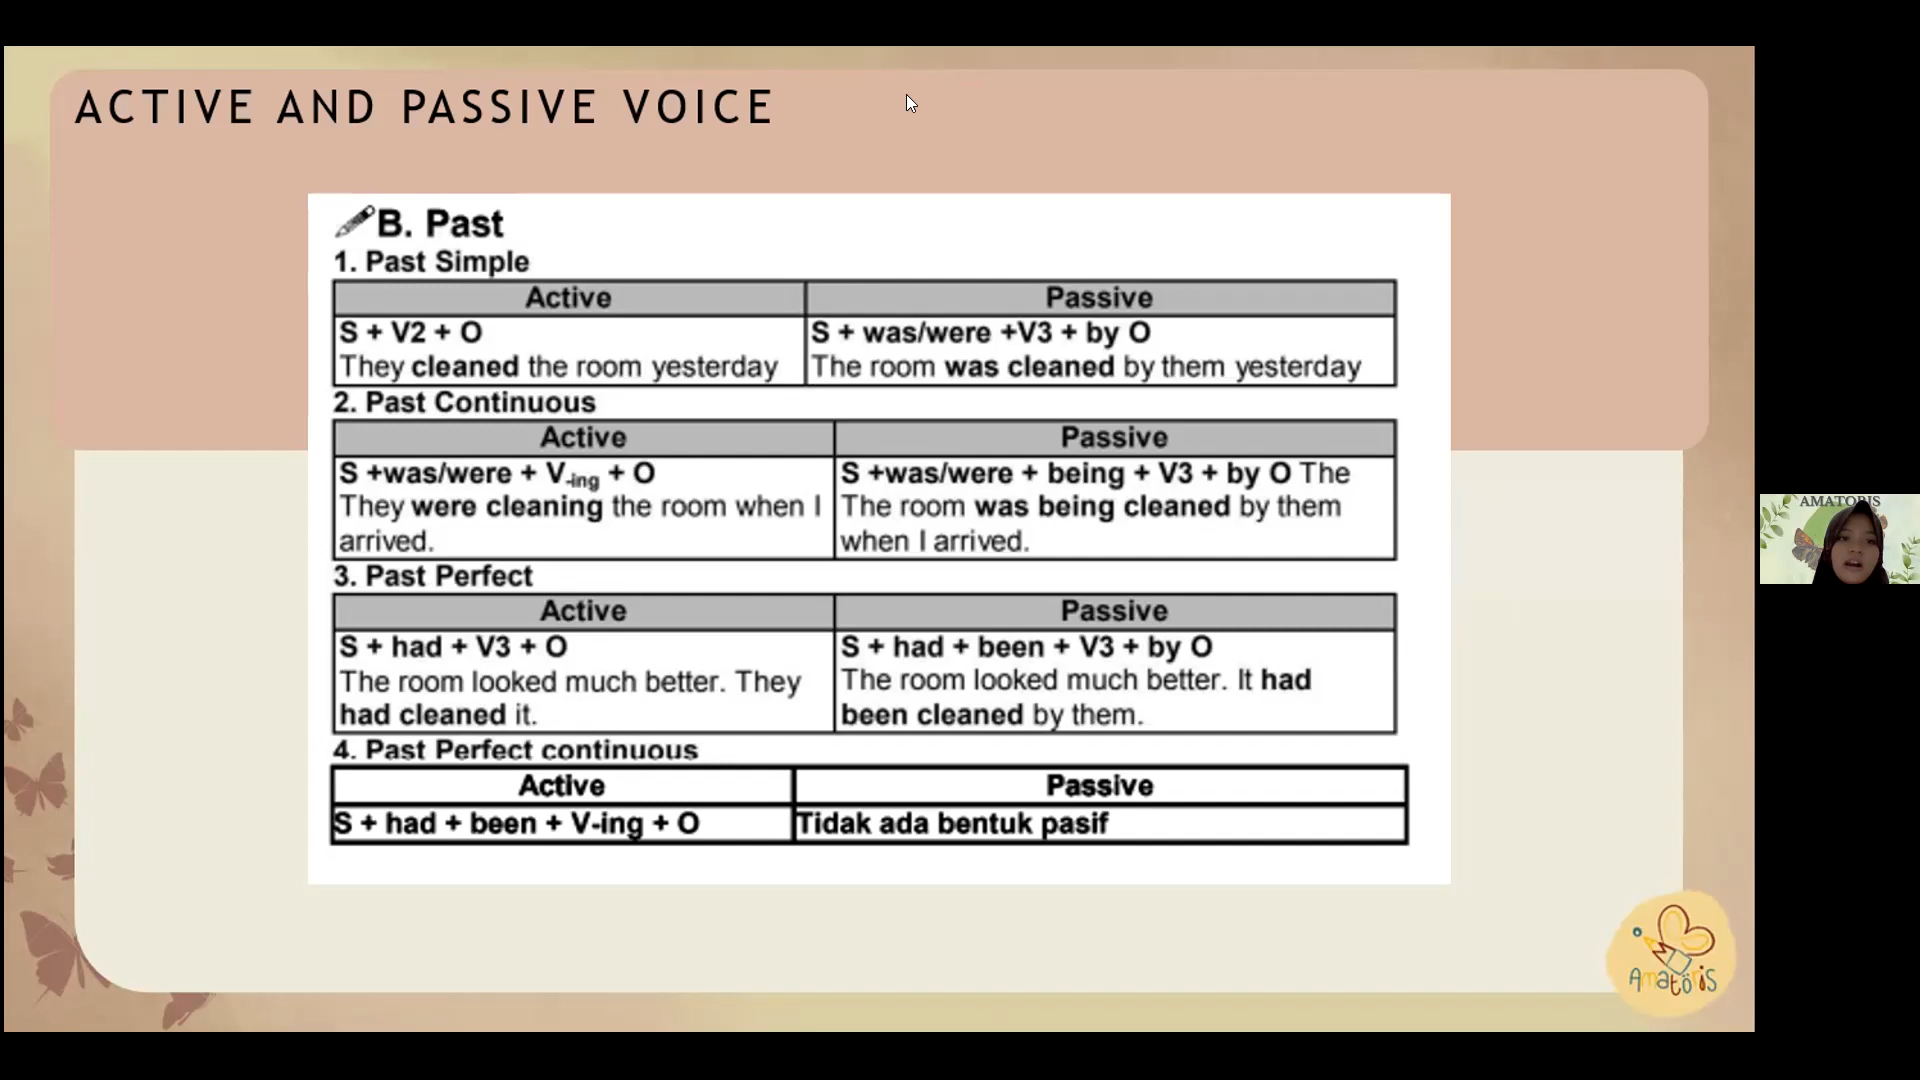 ACTIVE AND PASSIVE VOICE
B. Past
1. Past Simple
Active Passive
S + V2 + O S + was/were +V3 + by O
They cleaned the room yesterday The room was cleaned by them yesterday
2. Past Continuous
Active Passive
S +was/were + V-ing + O S +was/were + being + V3 + by O The
They were cleaning the room when I The room was being cleaned by them
arrived. when I arrived.
3. Past Perfect
Active Passive
S + had + V3 + O S + had + been + V3 + by O
The room looked much better. They The room looked much better. It had
had cleaned it. been cleaned by them.
4. Past Perfect continuous
Active Passive
S + had + been + V-ing + O Tidak ada bentuk pasif
AMATORIS
Amatöris